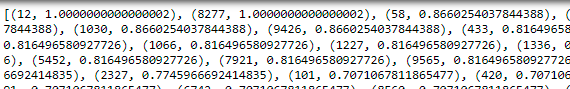 [(12, 1.0000000000000002), (8277, 1.0000000000000002), (58, 0.8660254037844388), (
7844388), (1030, 0.8660254037844388), (9426, 0.8660254037844388), (433, 0.81649658
0.816496580927726), (1066, 0.816496580927726), (1227, 0.816496580927726), (1336, 0
6), (5452, 0.816496580927726), (7921, 0.816496580927726), (9565, 0.816496580927726
6692414835), (2327, 0.7745966692414835), (101, 0.7071067811865477), (420, 0.707106